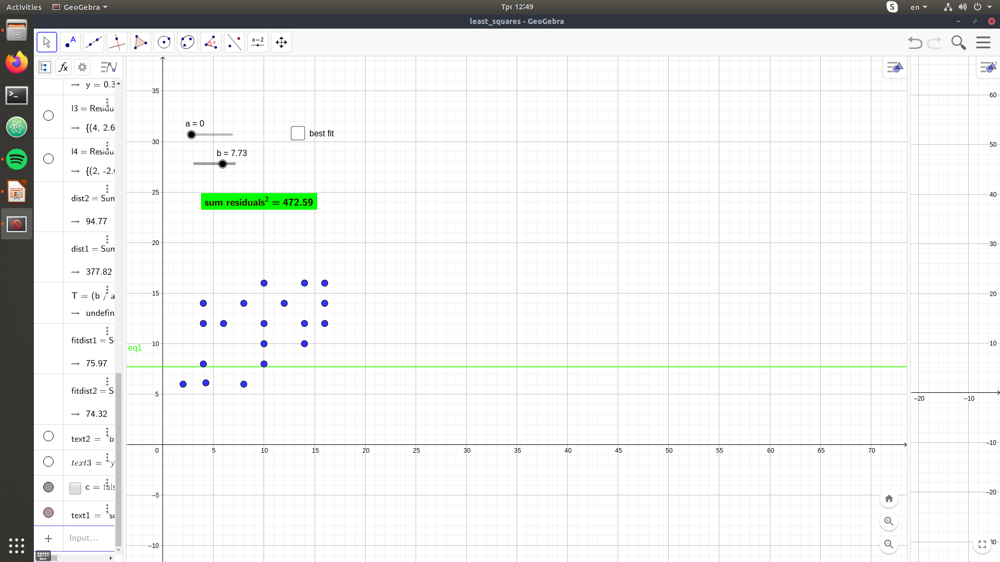 Activities GeoGebra Τρι 12:49 en
least_squares - GeoGebra
A a=2
fx
→ y = 0.3
l3 = Residu
→ {(4, 2.6
l4 = Residu
→ {(2, -2.
dist2 = Sum
→ 94.77
dist1 = Sum
→ 377.82
T = (b / a
→ undefin
fitdist1 = S
→ 75.97
fitdist2 = S
→ 74.32
text2 = "b
text3 = "y
c = fals
text1 = "su
+ Input...
a = 0
b = 7.73
best fit
sum residuals² = 472.59
eq1
35
30
25
20
15
10
5
–5
–10
0 5 10 15 20 25 30 35 40 45 50 55 60 65 70
2
60
50
40
30
20
10
–20 –10
–10
–20
30